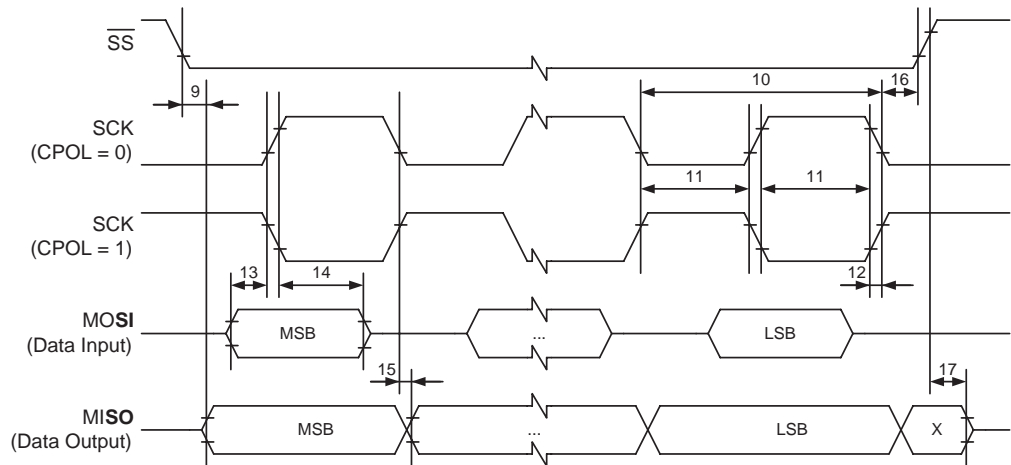 SS
9
10
16
SCK
(CPOL = 0)
11
11
SCK
(CPOL = 1)
13
14
12
MOSI
(Data Input)
MSB
...
LSB
15
17
MISO
(Data Output)
MSB
...
LSB
X